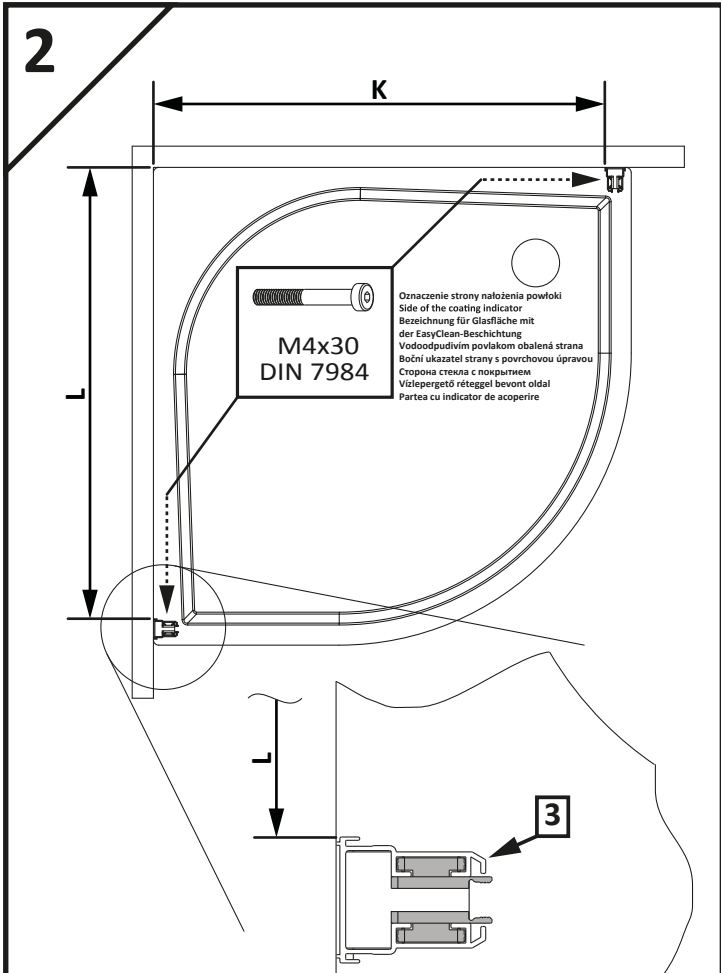 2
K
L
M4x30
DIN 7984
Oznaczenie strony nałożenia powłoki
Side of the coating indicator
Bezeichnung für Glasfläche mit
der EasyClean-Beschichtung
Vodoodpudivím povlakom obalená strana
Boční ukazatel strany s povrchovou úpravou
Сторона стекла с покрытием
Vízlepergető réteggel bevont oldal
Partea cu indicator de acoperire
L
3